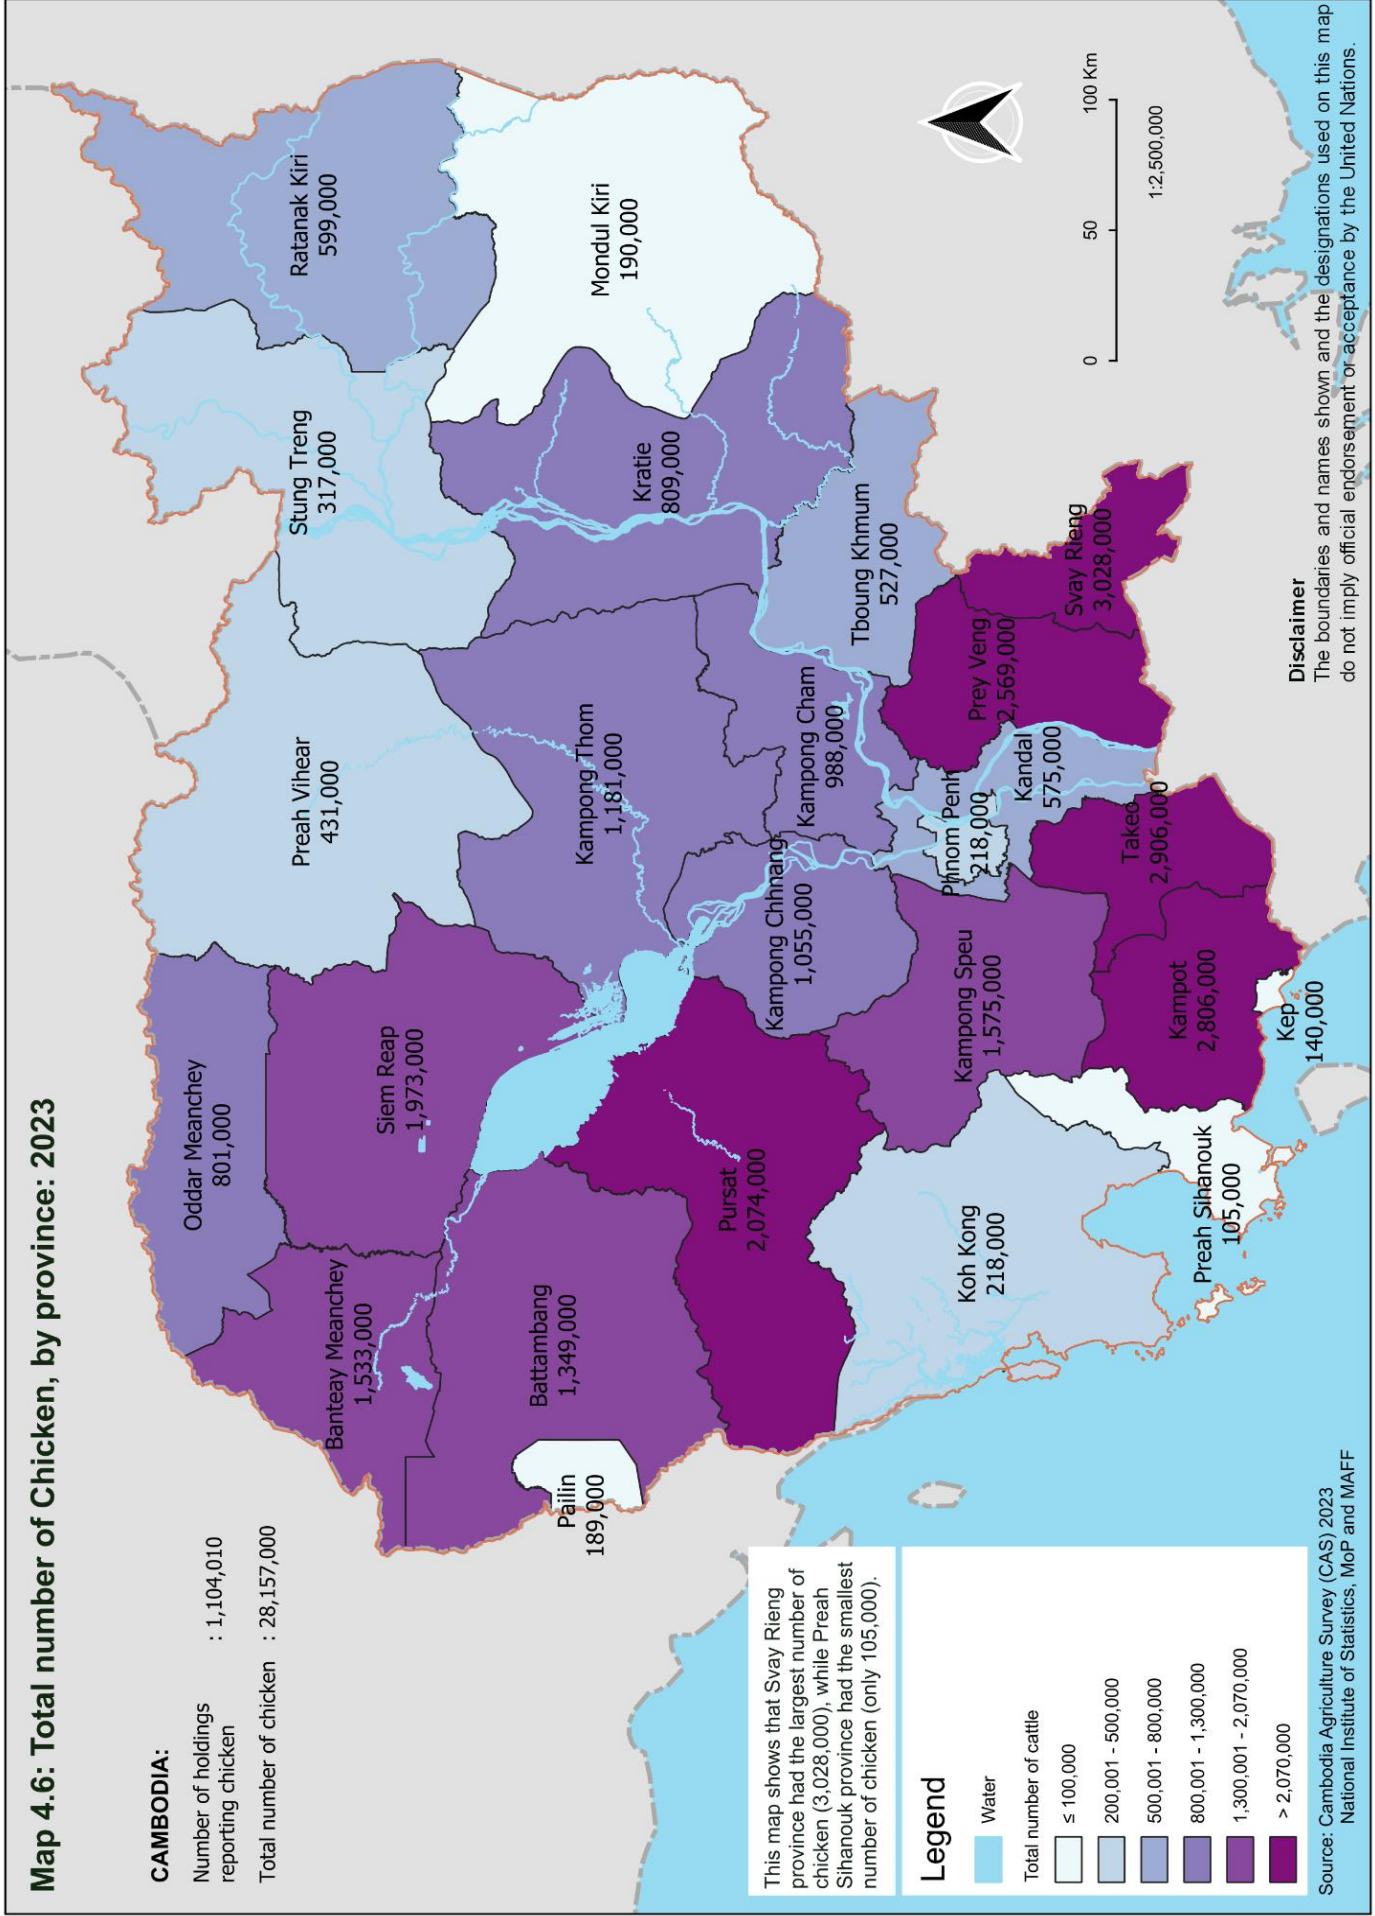 Map 4.6: Total number of Chicken, by province: 2023
CAMBODIA:
Number of holdings
reporting chicken : 1,104,010
Total number of chicken : 28,157,000
Oddar Meanchey
801,000
Preah Vihear
431,000
Stung Treng
317,000
Ratanak Kiri
599,000
Banteay Meanchey
1,533,000
Siem Reap
1,973,000
Battambang
1,349,000
Pailin
189,000
Kampong Thom
1,181,000
Kratie
809,000
Mondul Kiri
190,000
Pursat
2,074,000
Kampong Chhnang
1,055,000
Kampong Cham
988,000
Tboung Khmum
527,000
Koh Kong
218,000
Kampong Speu
1,575,000
Phnom Penh
218,000
Kandal
575,000
Prey Veng
2,569,000
Svay Rieng
3,028,000
Takeo
2,906,000
Kampot
2,806,000
Kep
140,000
Preah Sihanouk
105,000
0 50 100 Km
1:2,500,000
This map shows that Svay Rieng
province had the largest number of
chicken (3,028,000), while Preah
Sihanouk province had the smallest
number of chicken (only 105,000).
Legend
Water
Total number of cattle
≤ 100,000
200,001 - 500,000
500,001 - 800,000
800,001 - 1,300,000
1,300,001 - 2,070,000
> 2,070,000
Disclaimer
The boundaries and names shown and the designations used on this map
do not imply official endorsement or acceptance by the United Nations.
Source: Cambodia Agriculture Survey (CAS) 2023
National Institute of Statistics, MoP and MAFF